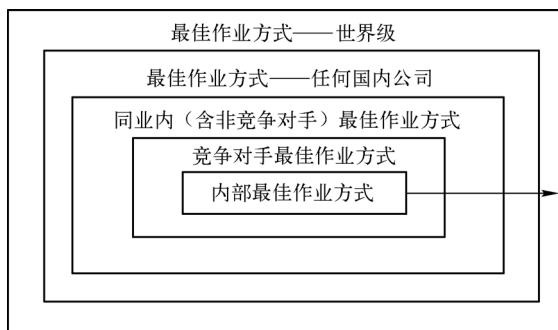 最佳作业方式——世界级
最佳作业方式——任何国内公司
同业内（含非竞争对手）最佳作业方式
竞争对手最佳作业方式
内部最佳作业方式